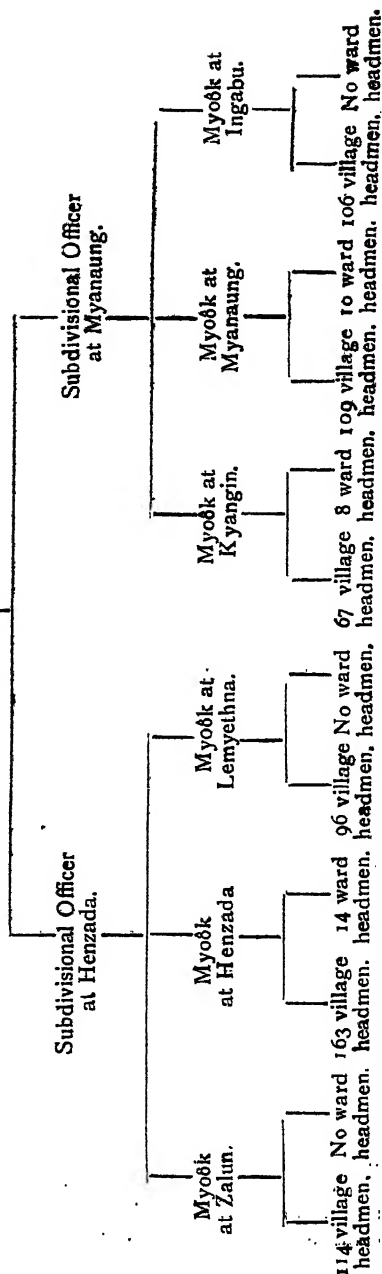 Subdivisional Officer
at Henzada.
Subdivisional Officer
at Myanaung.
Myoôk
at Zalun.
Myoôk
at Henzada
Myoôk at
Lemyethna.
Myoôk at
Kyangin.
Myoôk at
Myanaung.
Myoôk at
Ingabu.
114 village No ward 163 village 14 ward 96 village No ward 67 village 8 ward 109 village 10 ward 106 village No ward
headmen. headmen. headmen. headmen. headmen. headmen. headmen. headmen. headmen. headmen. headmen. headmen.